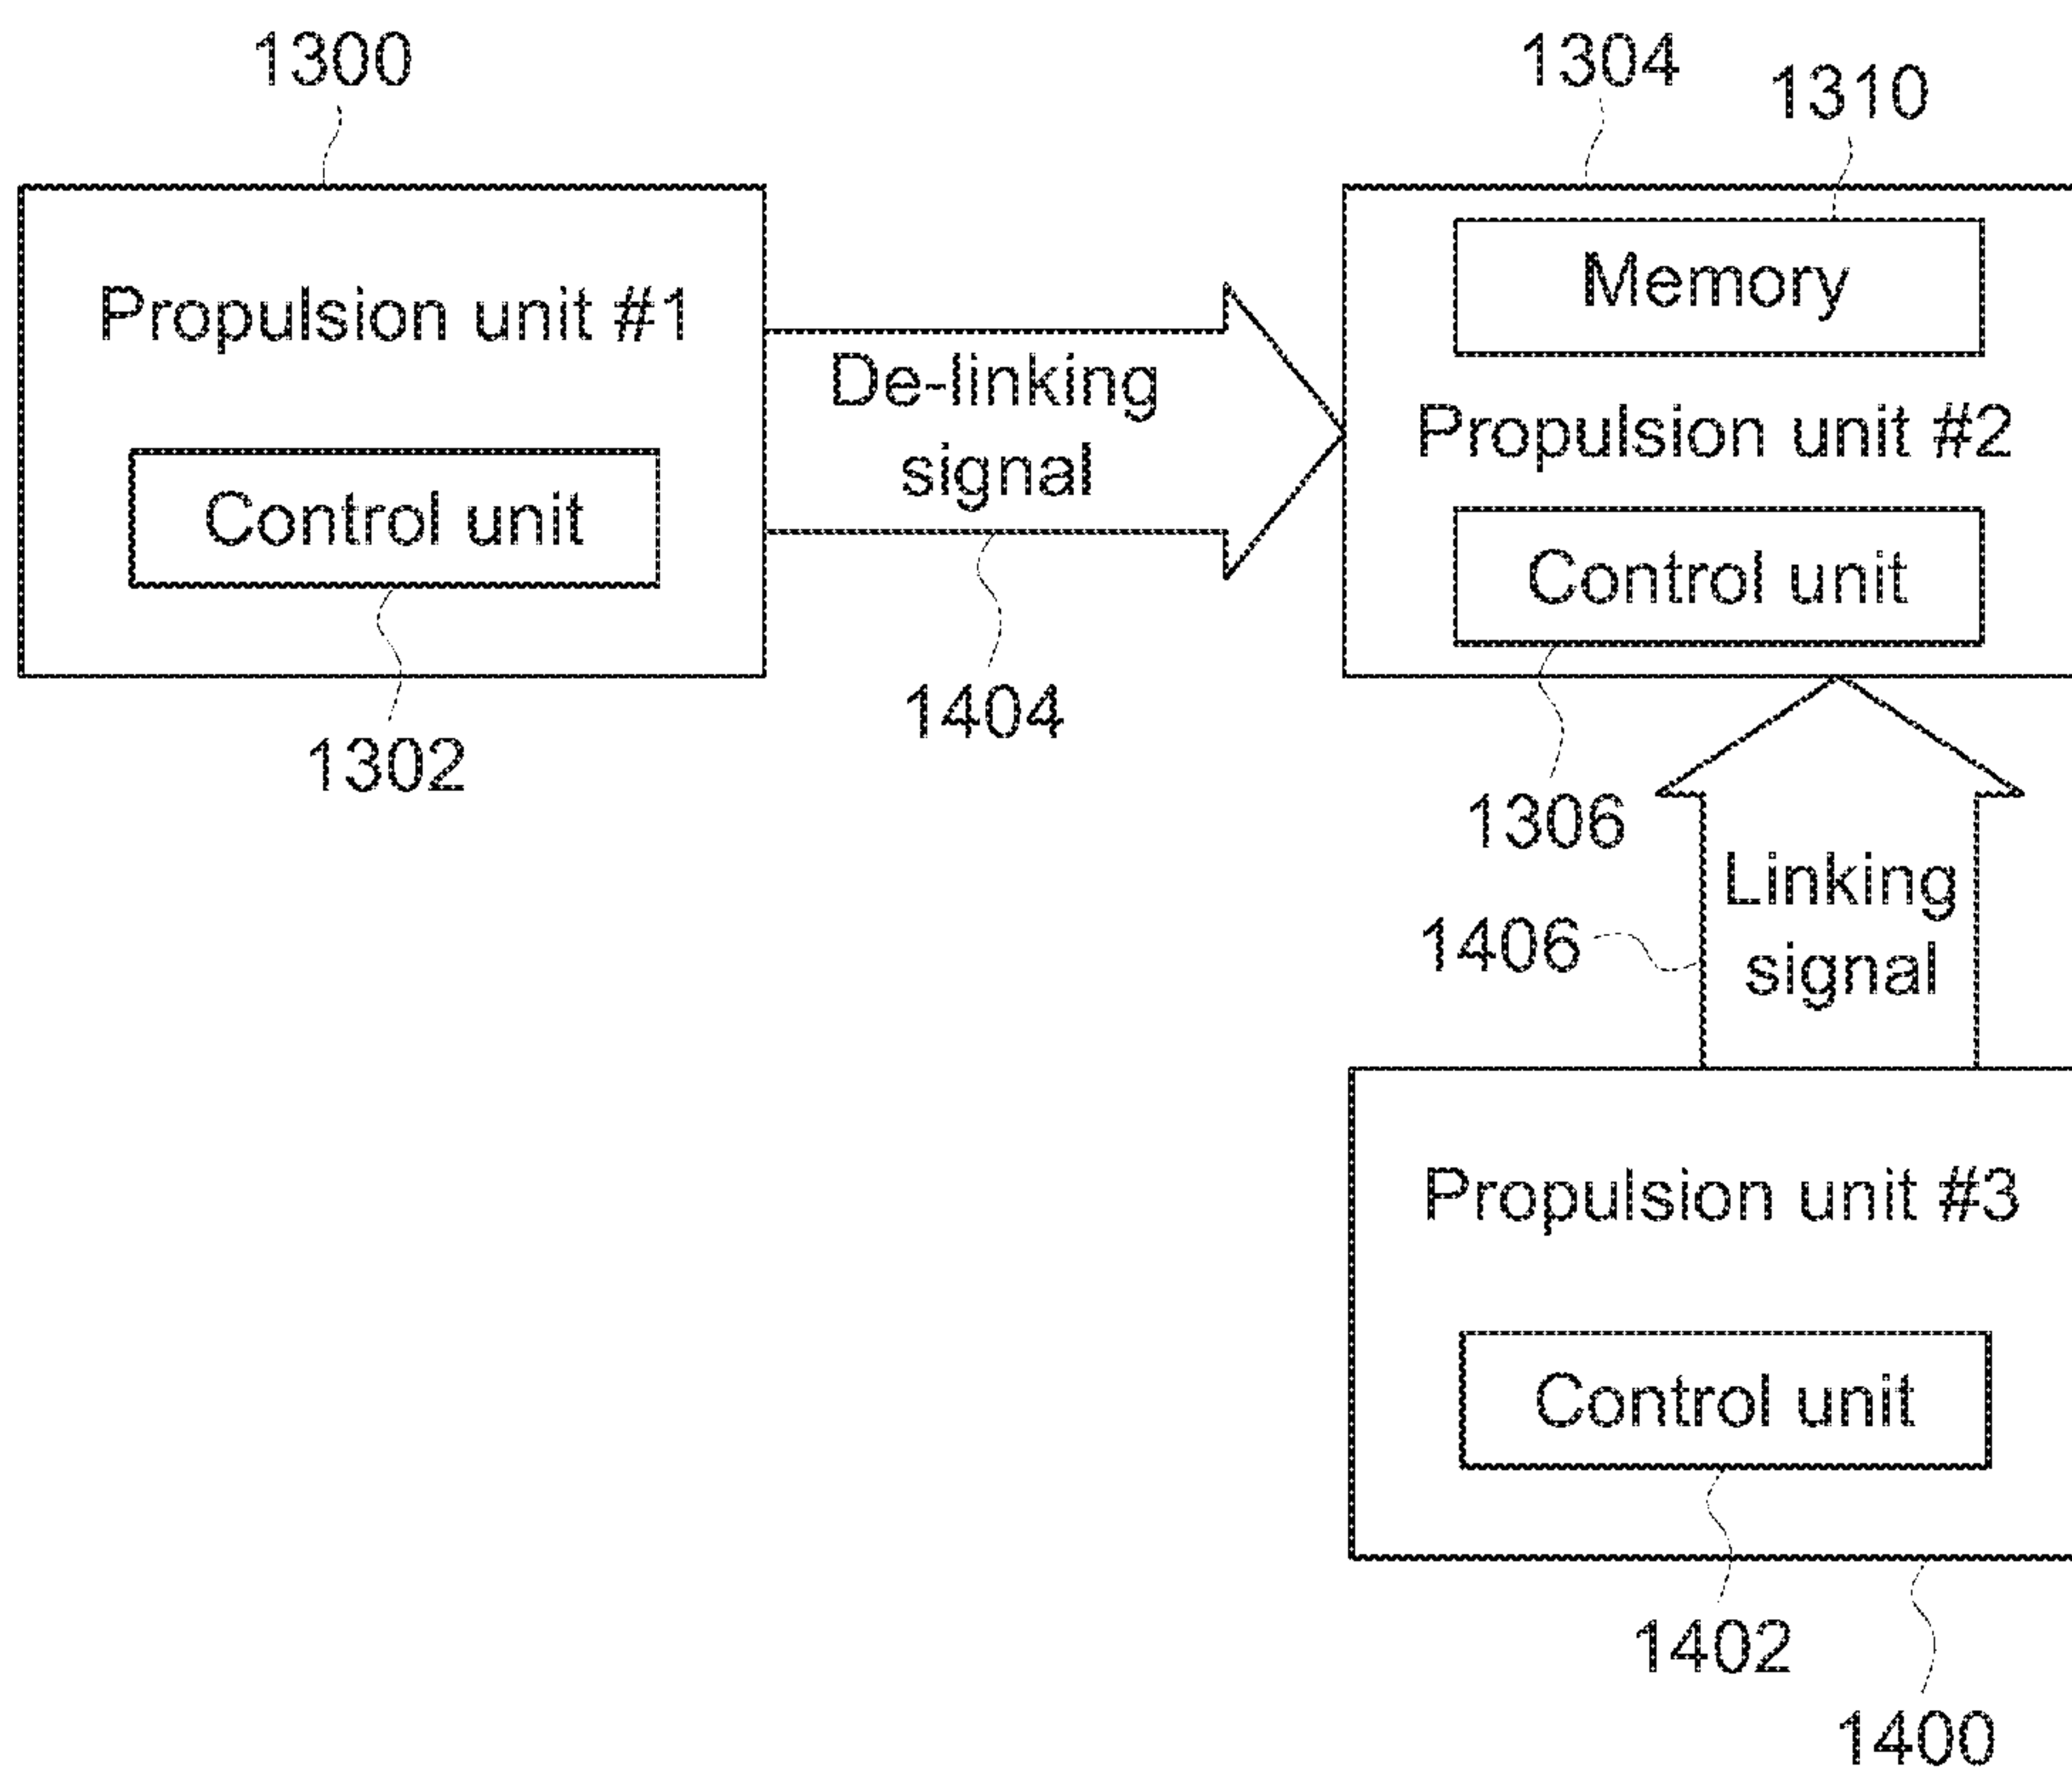 1300
1304
1310
Propulsion unit #1
Control unit
1302
De-linking
signal
1404
Memory
Propulsion unit #2
Control unit
1306
Linking
signal
1406
Propulsion unit #3
Control unit
1402
1400